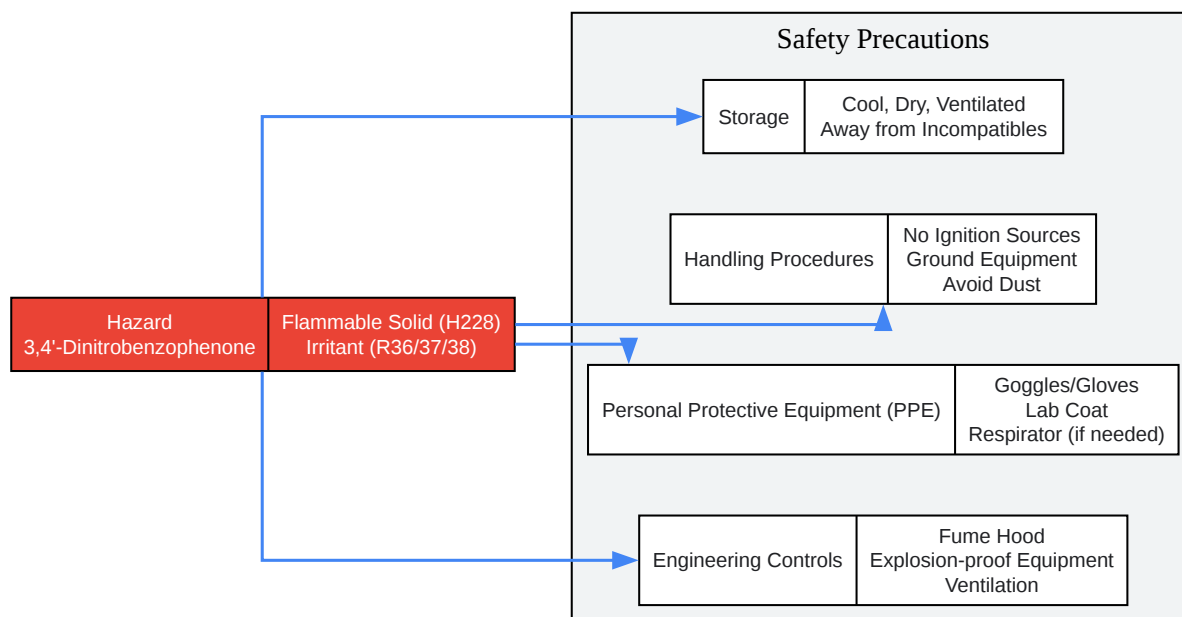 Safety Precautions
Storage
Cool, Dry, Ventilated
Away from Incompatibles
Handling Procedures
No Ignition Sources
Ground Equipment
Avoid Dust
Hazard
3,4'-Dinitrobenzophenone
Flammable Solid (H228)
Irritant (R36/37/38)
Personal Protective Equipment (PPE)
Goggles/Gloves
Lab Coat
Respirator (if needed)
Engineering Controls
Fume Hood
Explosion-proof Equipment
Ventilation